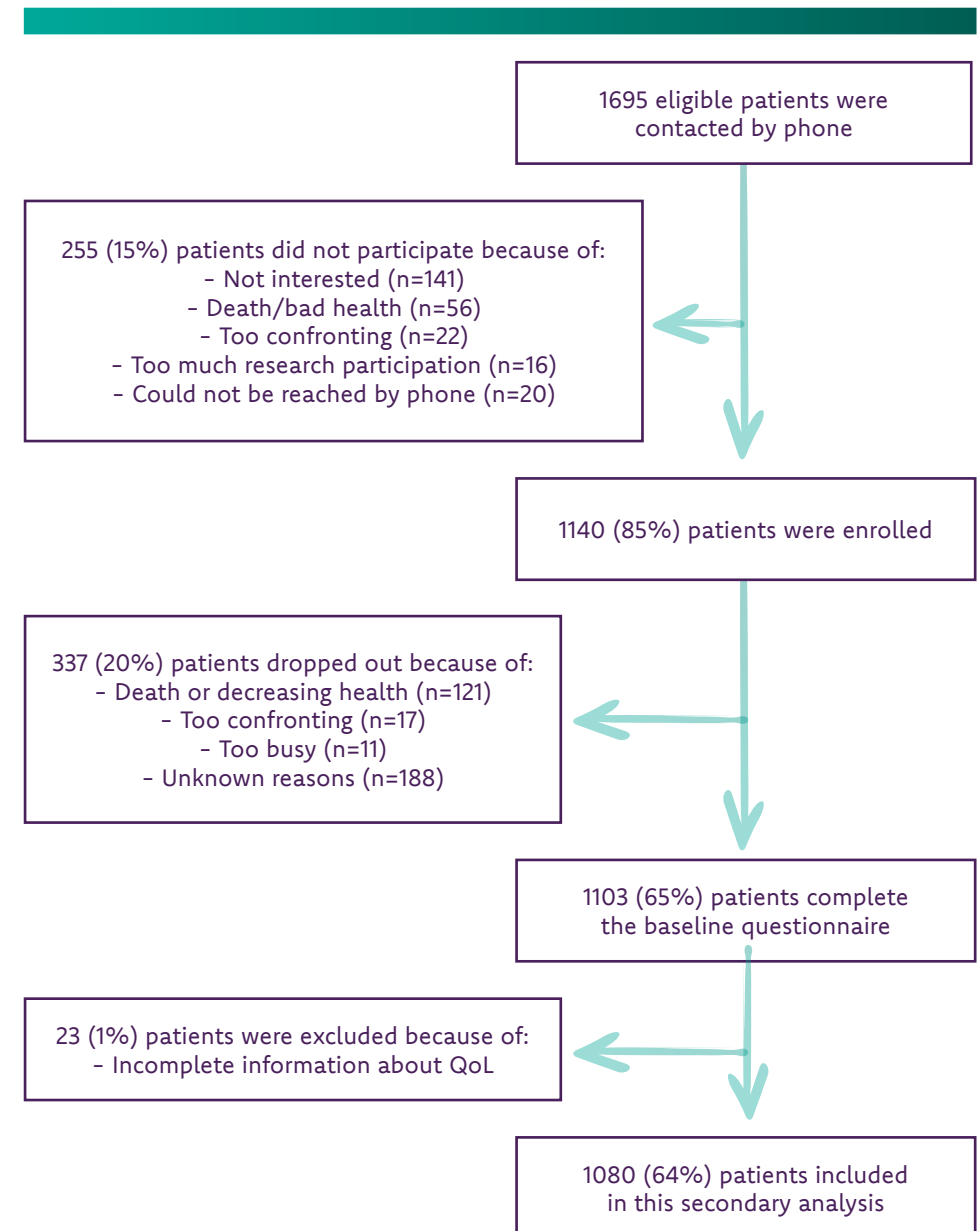 1695 eligible patients were
contacted by phone
255 (15%) patients did not participate because of:
- Not interested (n=141)
- Death/bad health (n=56)
- Too confronting (n=22)
- Too much research participation (n=16)
- Could not be reached by phone (n=20)
1140 (85%) patients were enrolled
337 (20%) patients dropped out because of:
- Death or decreasing health (n=121)
- Too confronting (n=17)
- Too busy (n=11)
- Unknown reasons (n=188)
1103 (65%) patients complete
the baseline questionnaire
23 (1%) patients were excluded because of:
- Incomplete information about QoL
1080 (64%) patients included
in this secondary analysis